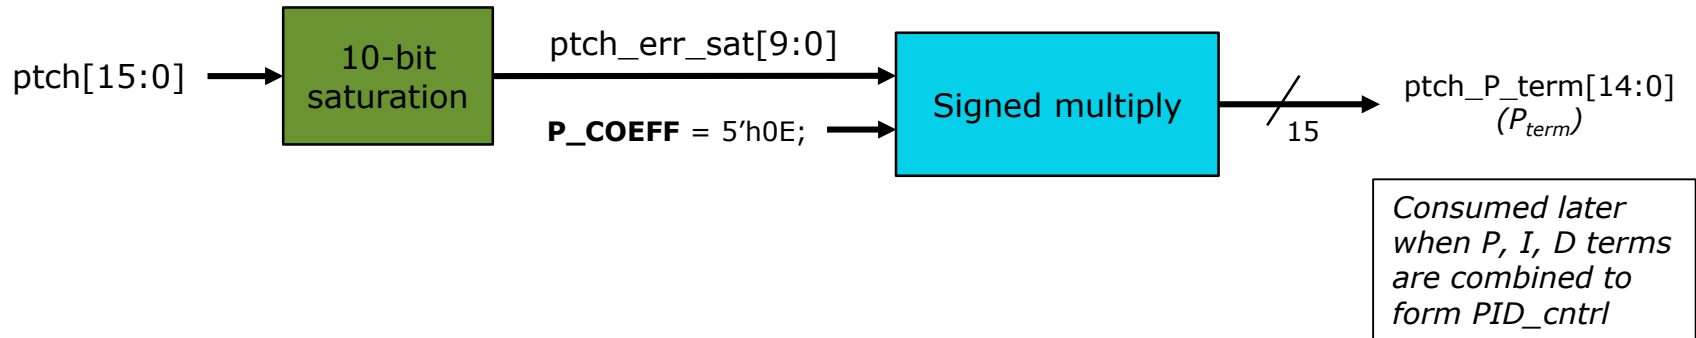 ptch[15:0]
10-bit
saturation
ptch_err_sat[9:0]
P_COEFF = 5’h0E;
Signed multiply
15
ptch_P_term[14:0]
(Pterm)
Consumed later
when P, I, D terms
are combined to
form PID_cntrl